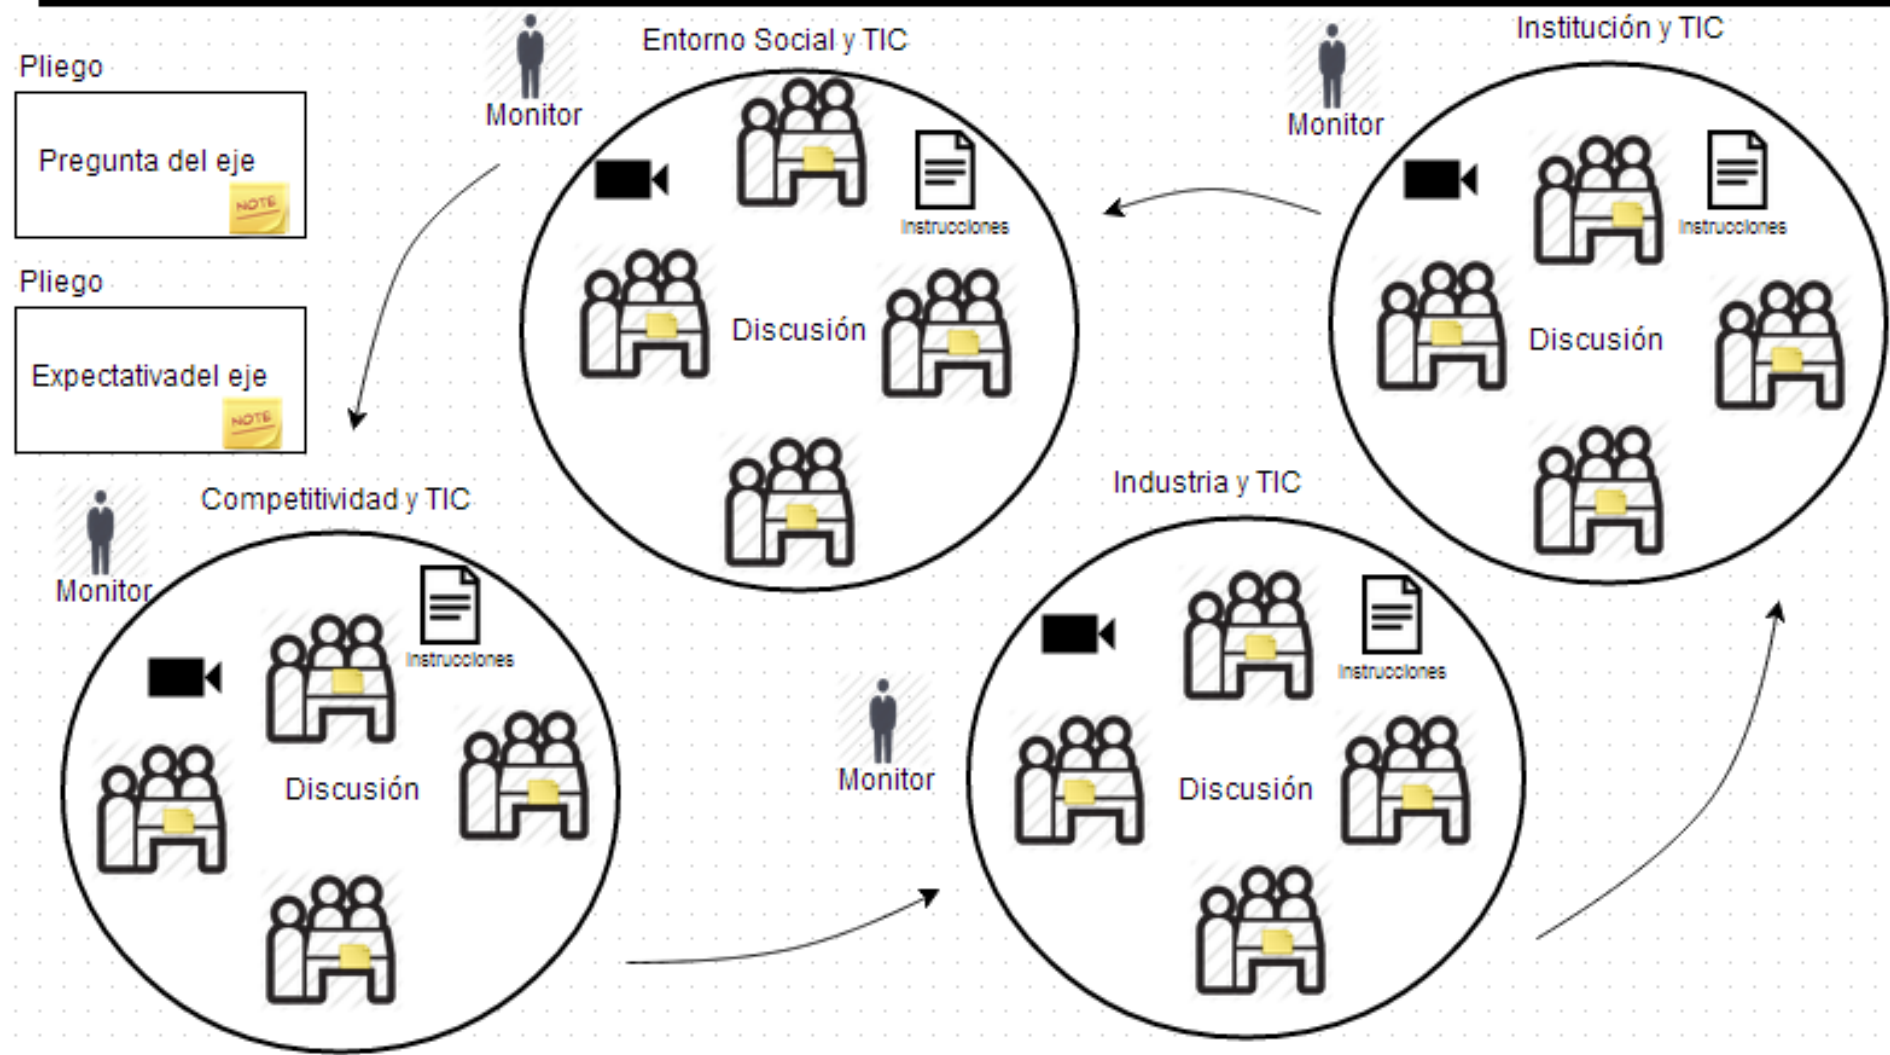 Entorno Social y TIC
Institución y TIC
Pliego
Monitor
Monitor
Pregunta del eje
NOTE
Instrucciones
Instrucciones
Pliego
Discusión
Discusión
Expectativadel eje
NOTE
Competitividad y TIC
Industria y TIC
Monitor
Instrucciones
Instrucciones
Monitor
Discusión
Discusión